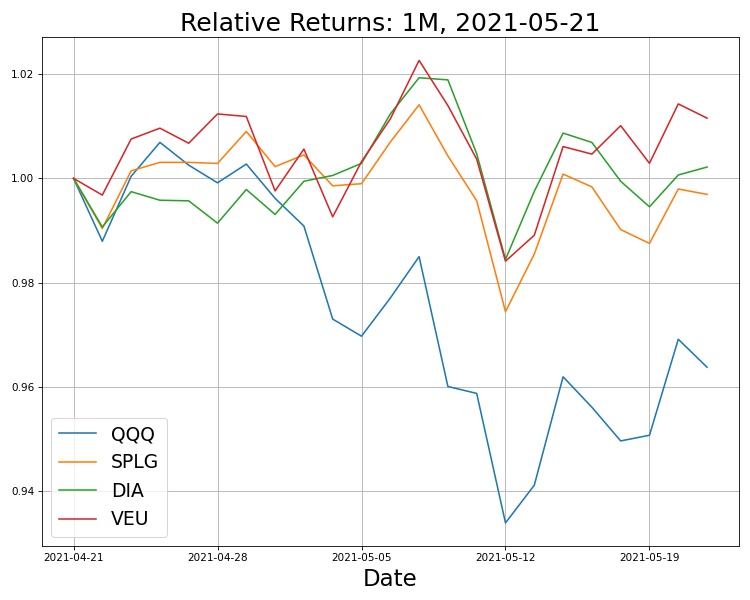 Relative Returns: 1M, 2021-05-21
1.02
1.00
0.98
0.96
0.94
QQQ
SPLG
DIA
VEU
2021-04-21 2021-04-28 2021-05-05 2021-05-12 2021-05-19
Date